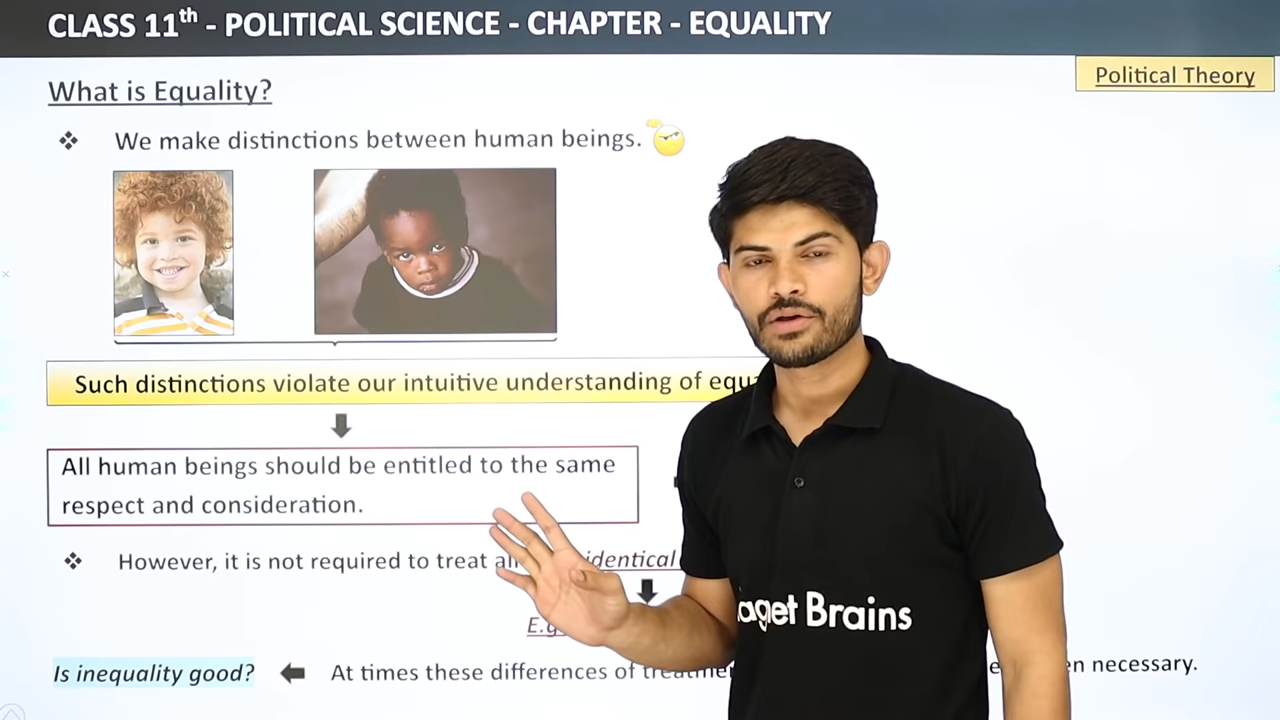 CLASS 11th - POLITICAL SCIENCE - CHAPTER - EQUALITY
Political Theory
What is Equality?
❖ We make distinctions between human beings.
Such distinctions violate our intuitive understanding of
All human beings should be entitled to the same
respect and consideration.
❖ However, it is not required to treat identical
E.g
Is inequality good? At times these differences of necessary.
Brains